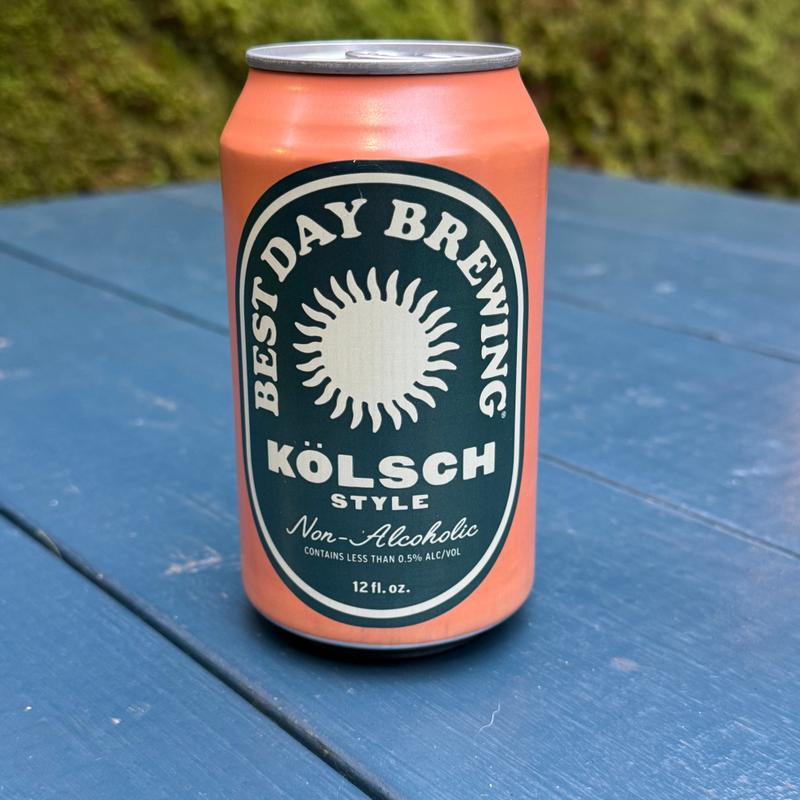 BEST DAY BREWING®
KÖLSCH
STYLE
Non-Alcoholic
CONTAINS LESS THAN 0.5% ALC/VOL
12 fl. oz.